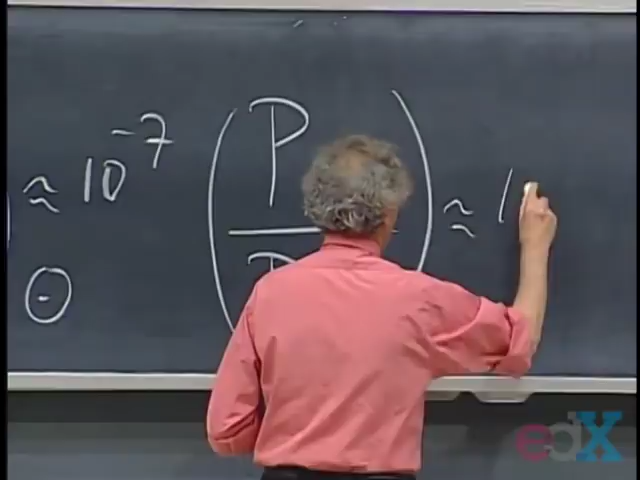 ≈ 10⁻⁷ (P/P) ≈ 1
⊙
edX